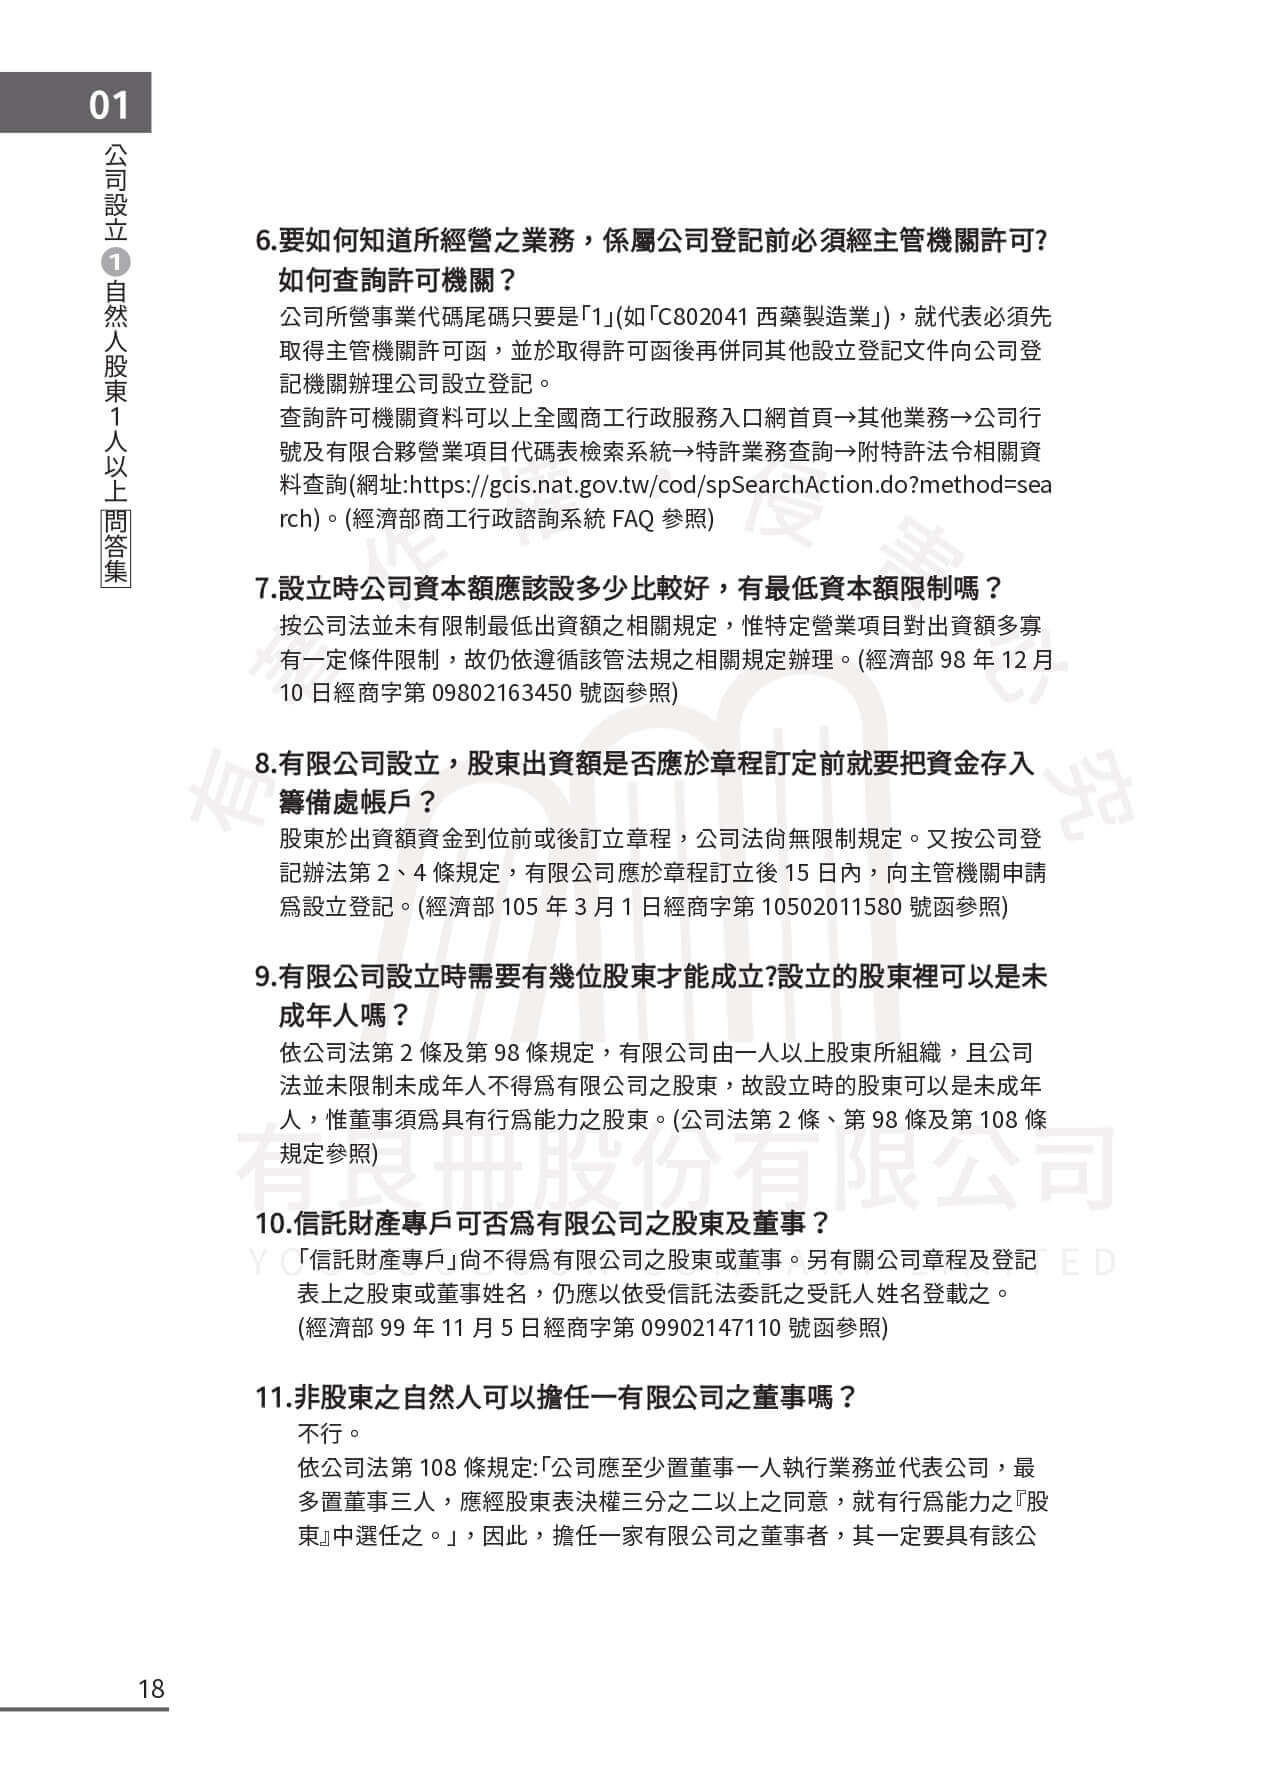 01
公司設立 1 自然人股東1人以上 問答集
6.要如何知道所經營之業務，係屬公司登記前必須經主管機關許可?
如何查詢許可機關？
公司所營事業代碼尾碼只要是「1」(如「C802041 西藥製造業」)，就代表必須先
取得主管機關許可函，並於取得許可函後再併同其他設立登記文件向公司登
記機關辦理公司設立登記。
查詢許可機關資料可以上全國商工行政服務入口網首頁→其他業務→公司行
號及有限合夥營業項目代碼表檢索系統→特許業務查詢→附特許法令相關資
料查詢(網址:https://gcis.nat.gov.tw/cod/spSearchAction.do?method=sea
rch)。(經濟部商工行政諮詢系統 FAQ 參照)
7.設立時公司資本額應該設多少比較好，有最低資本額限制嗎？
按公司法並未有限制最低出資額之相關規定，惟特定營業項目對出資額多寡
有一定條件限制，故仍依遵循該管法規之相關規定辦理。(經濟部 98 年 12 月
10 日經商字第 09802163450 號函參照)
8.有限公司設立，股東出資額是否應於章程訂定前就要把資金存入
籌備處帳戶？
股東於出資額資金到位前或後訂立章程，公司法尚無限制規定。又按公司登
記辦法第 2、4 條規定，有限公司應於章程訂立後 15 日內，向主管機關申請
為設立登記。(經濟部 105 年 3 月 1 日經商字第 10502011580 號函參照)
9.有限公司設立時需要有幾位股東才能成立?設立的股東裡可以是未
成年人嗎？
依公司法第 2 條及第 98 條規定，有限公司由一人以上股東所組織，且公司
法並未限制未成年人不得為有限公司之股東，故設立時的股東可以是未成年
人，惟董事須為具有行為能力之股東。(公司法第 2 條、第 98 條及第 108 條
規定參照)
10.信託財產專戶可否為有限公司之股東及董事？
「信託財產專戶」尚不得為有限公司之股東或董事。另有關公司章程及登記
表上之股東或董事姓名，仍應以依受信託法委託之受託人姓名登載之。
(經濟部 99 年 11 月 5 日經商字第 09902147110 號函參照)
11.非股東之自然人可以擔任一有限公司之董事嗎？
不行。
依公司法第 108 條規定:「公司應至少置董事一人執行業務並代表公司，最
多置董事三人，應經股東表決權三分之二以上之同意，就有行為能力之『股
東』中選任之。」，因此，擔任一家有限公司之董事者，其一定要具有該公
18
有著作權・侵害必究
有良冊股份有限公司